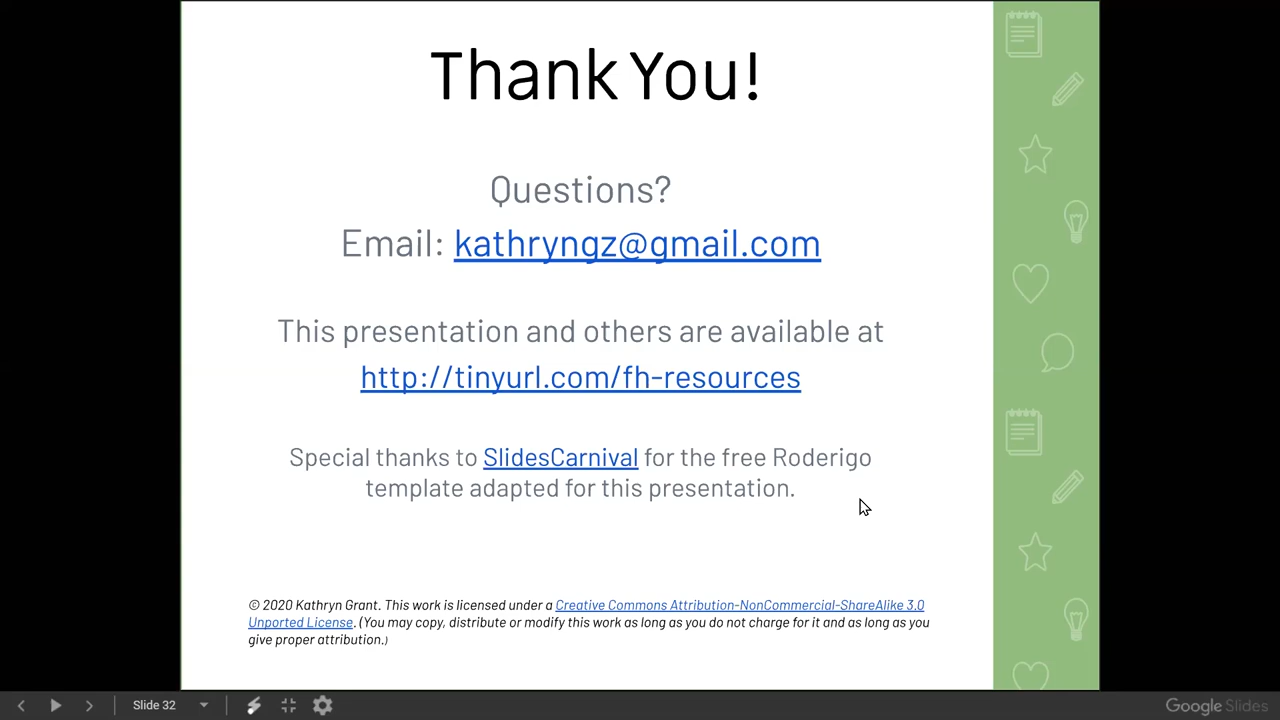 Thank You!
Questions?
Email: kathryngz@gmail.com
This presentation and others are available at
http://tinyurl.com/fh-resources
Special thanks to SlidesCarnival for the free Roderigo
template adapted for this presentation.
© 2020 Kathryn Grant. This work is licensed under a Creative Commons Attribution-NonCommercial-ShareAlike 3.0
Unported License. (You may copy, distribute or modify this work as long as you do not charge for it and as long as you
give proper attribution.)
Slide 32
Google Slides